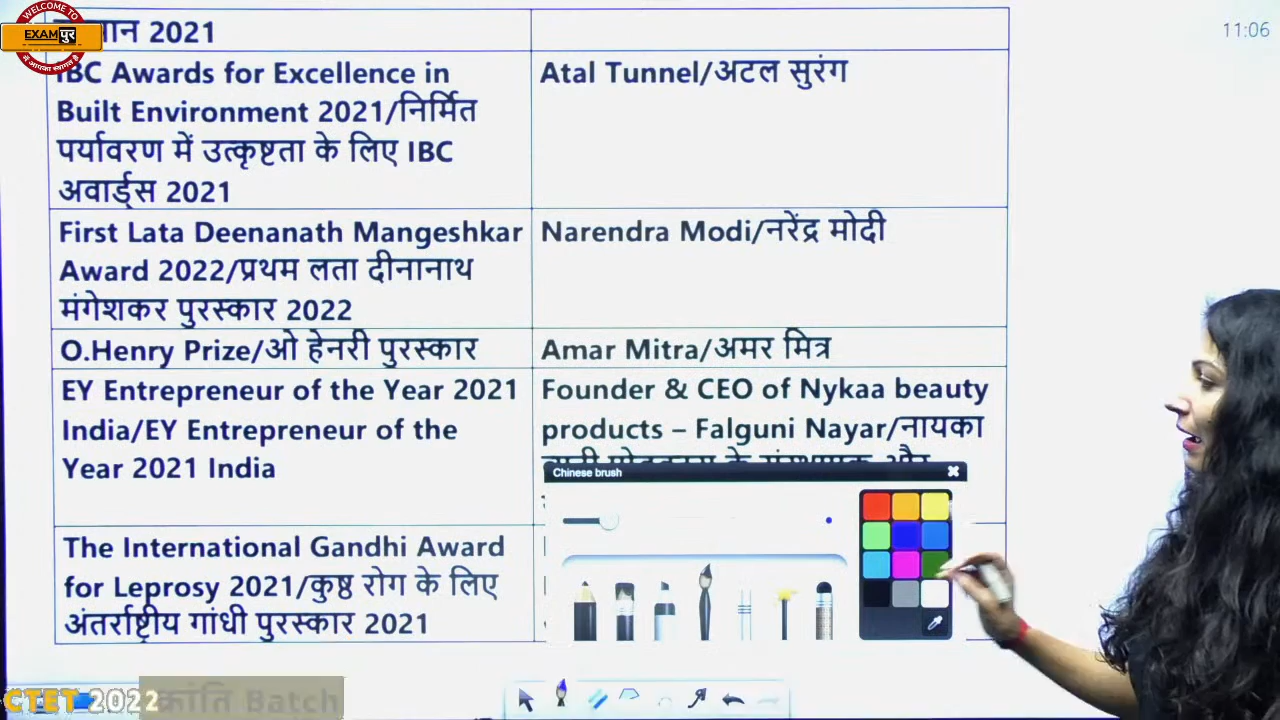 WELCOME TO
EXAMपुर
में आपका स्वागत है
11:06
2021
IBC Awards for Excellence in
Built Environment 2021/निर्मित
पर्यावरण में उत्कृष्टता के लिए IBC
अवार्ड्स 2021
Atal Tunnel/अटल सुरंग
First Lata Deenanath Mangeshkar
Award 2022/प्रथम लता दीनानाथ
मंगेशकर पुरस्कार 2022
Narendra Modi/नरेंद्र मोदी
O.Henry Prize/ओ हेनरी पुरस्कार
Amar Mitra/अमर मित्र
EY Entrepreneur of the Year 2021
India/EY Entrepreneur of the
Year 2021 India
Founder & CEO of Nykaa beauty
products – Falguni Nayar/नायका
Chinese brush
The International Gandhi Award
for Leprosy 2021/कुष्ठ रोग के लिए
अंतर्राष्ट्रीय गांधी पुरस्कार 2021
CTET 2022
क्रांति Batch